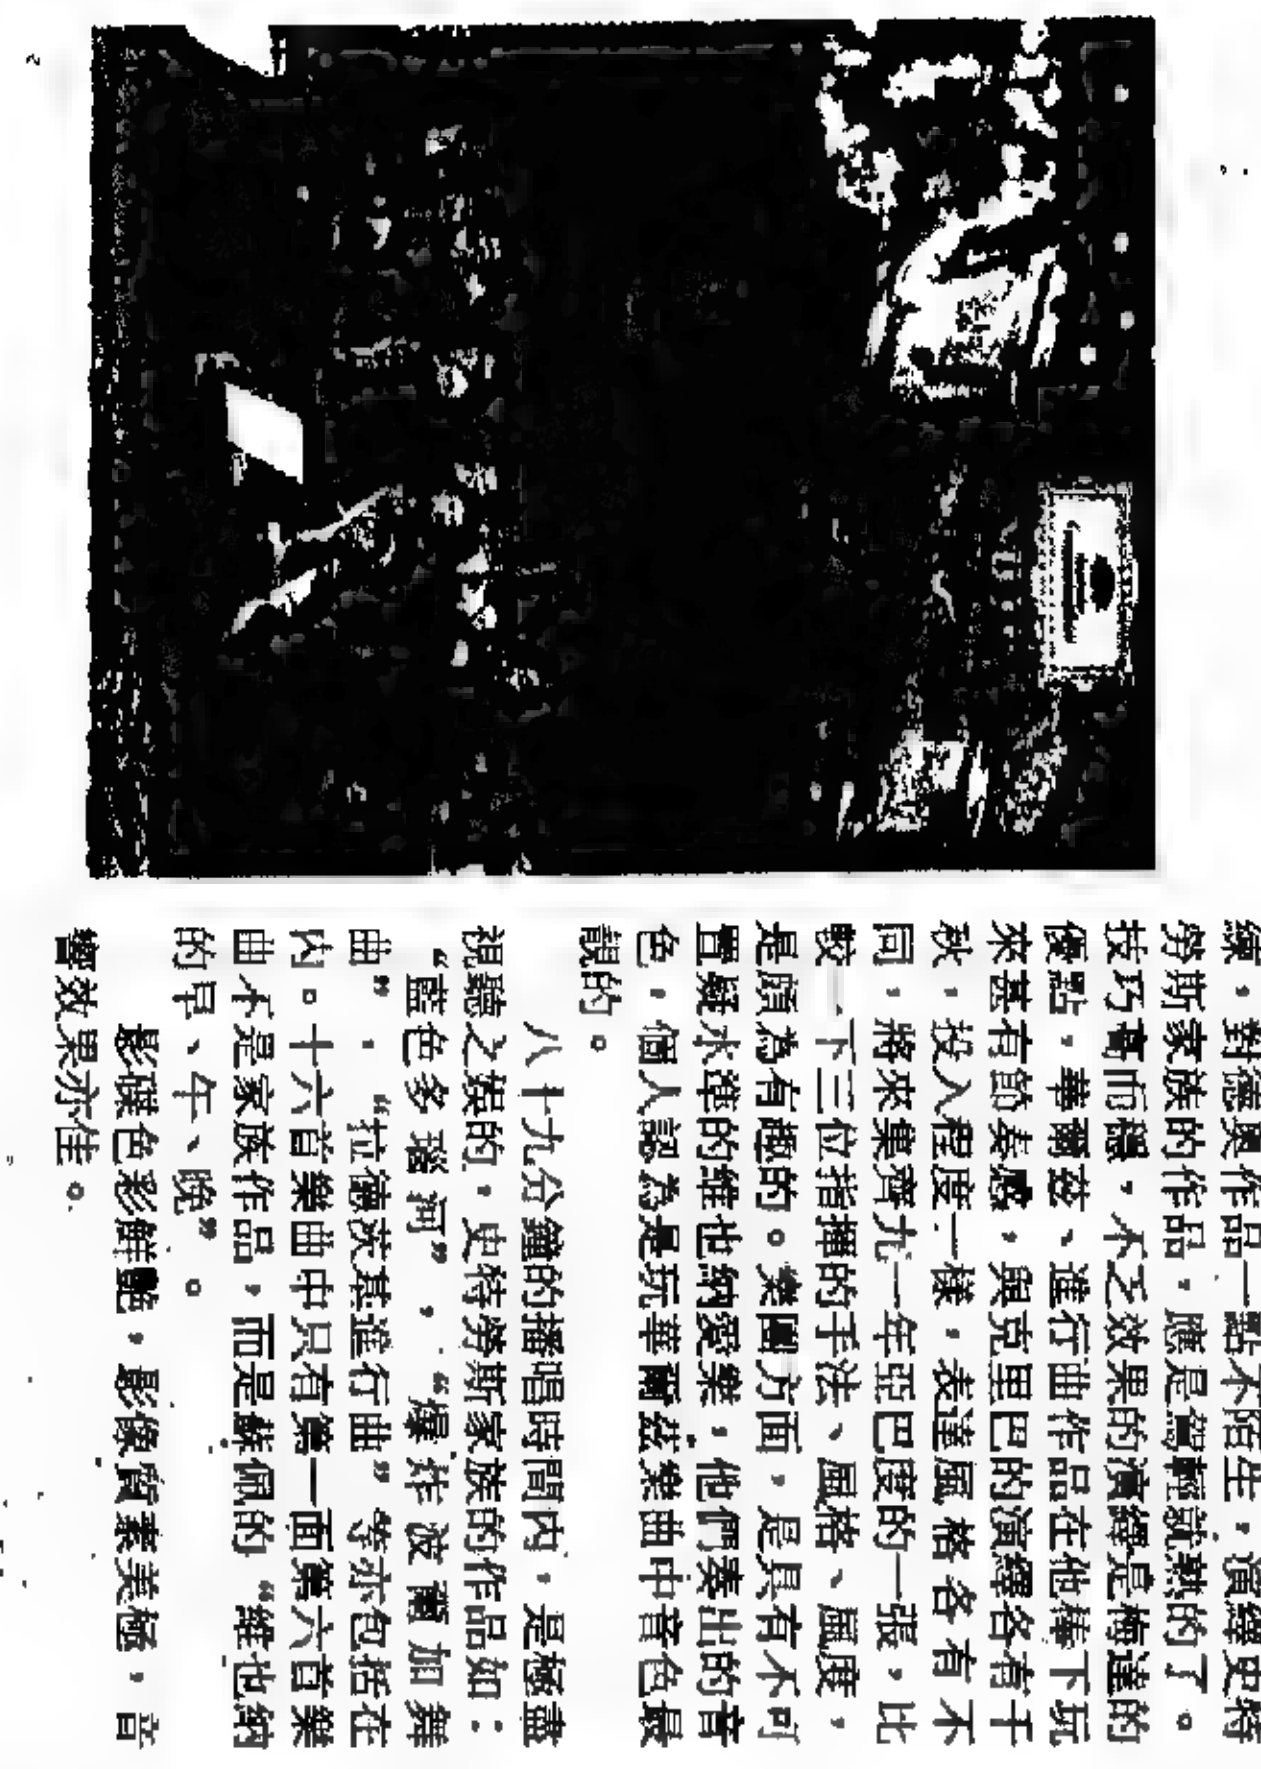 練，對德奧作品一點不陌生，演繹史特
勞斯家族的作品，應是駕輕就熟的了。
技巧高而穩，不乏效果的演繹是梅達的
優點，華爾茲、進行曲作品在他棒下玩
來甚有節奏感，與克里巴的演繹各有千
秋，投入程度一樣，表達風格各有不
同，將來集齊九一年亞巴度的一張，比
較一下三位指揮的手法、風格、風度，
是頗為有趣的。樂團方面，是具有不可
置疑水準的維也納愛樂，他們奏出的音
色，個人認為是玩華爾茲樂曲中音色最
靚的。
八十九分鐘的播唱時間內，是極盡
視聽之娛的，史特勞斯家族的作品如：
“藍色多瑙河”，“爆炸波爾加舞
曲”，“拉德茨基進行曲”等亦包括在
內。十六首樂曲中只有第一面第六首樂
曲不是家族作品，而是蘇佩的“維也納
的早、午、晚”。
影碟色彩鮮艷，影像質素美極，音
響效果亦佳。